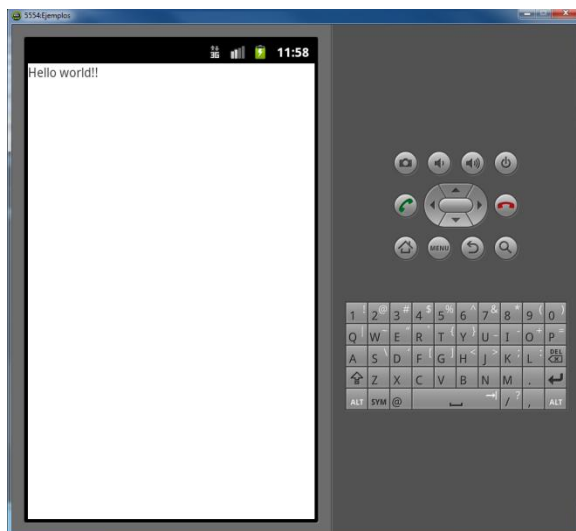 5554:Ejemplos
3G 11:58
Hello world!!
MENU
1 ! 2 @ 3 # 4 $ 5 % 6 ^ 7 & 8 * 9 ( 0 )
Q W ~ E " R ` T { Y } U _ I - O + P =
A S \ D ' F [ G ] H < J > K ; L : DEL
Z X C V B N M .
ALT SYM @ / ? , ALT